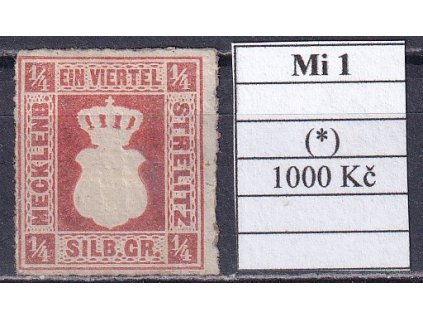 1/4 EIN VIERTEL 1/4
MECKLENB.
STRELITZ
1/4 SILB.GR. 1/4
Mi 1
(*)
1000 Kč